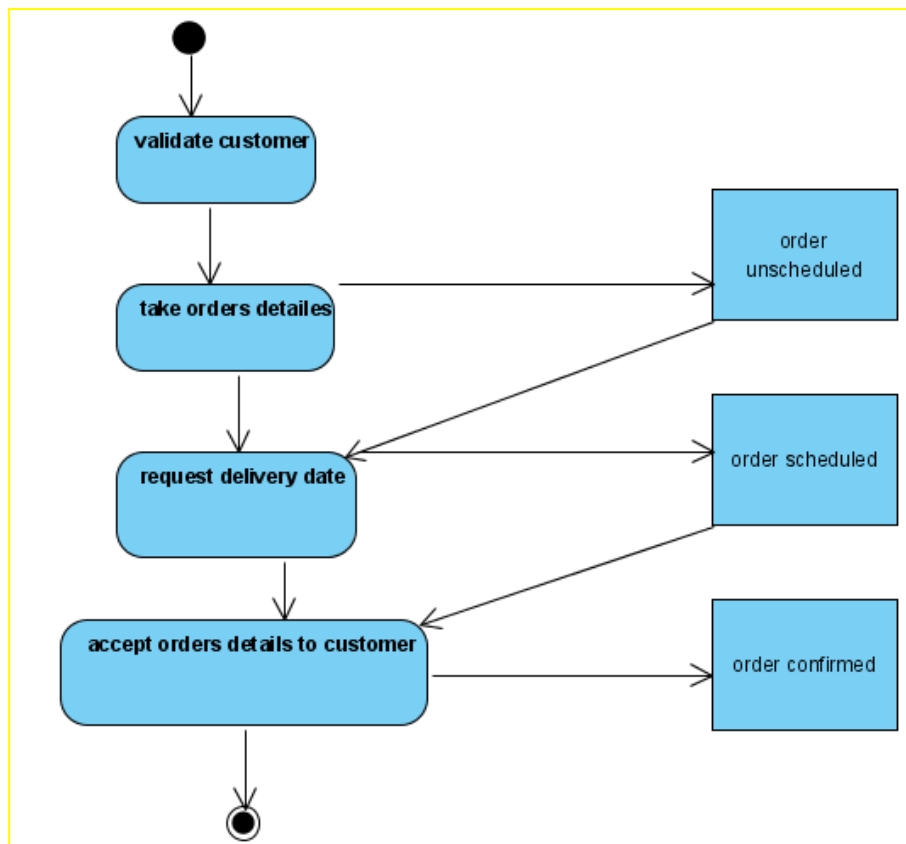 validate customer
order
unscheduled
take orders detailes
order scheduled
request delivery date
accept orders details to customer
order confirmed